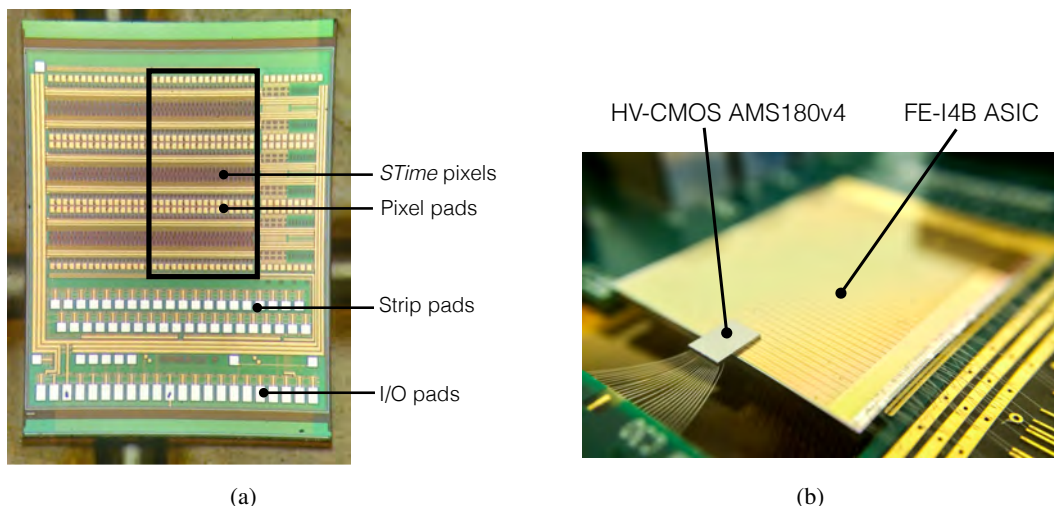 STime pixels
Pixel pads
Strip pads
I/O pads
(a)
HV-CMOS AMS180v4
FE-I4B ASIC
(b)